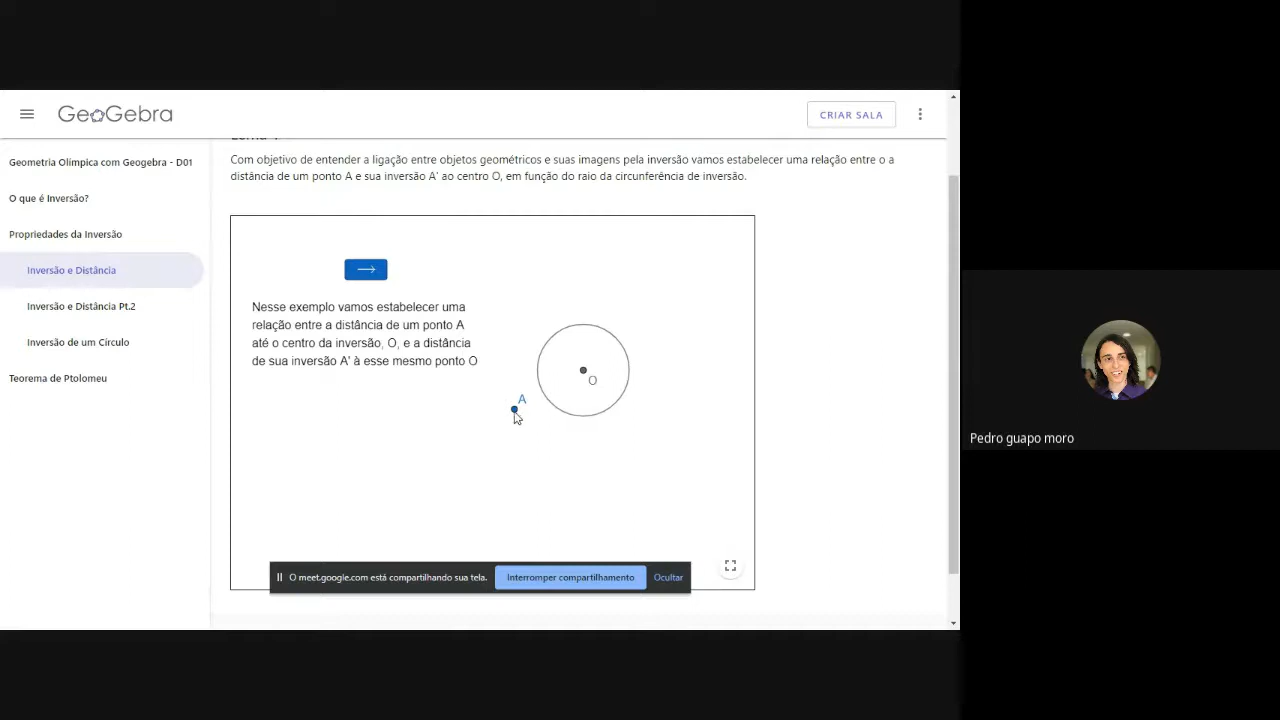 GeoGebra
CRIAR SALA
Geometria Olimpica com Geogebra - D01
O que é Inversão?
Propriedades da Inversão
Inversão e Distância
Inversão e Distância Pt.2
Inversão de um Círculo
Teorema de Ptolomeu
Com objetivo de entender a ligação entre objetos geométricos e suas imagens pela inversão vamos estabelecer uma relação entre o a
distância de um ponto A e sua inversão A' ao centro O, em função do raio da circunferência de inversão.
Nesse exemplo vamos estabelecer uma
relação entre a distância de um ponto A
até o centro da inversão, O, e a distância
de sua inversão A' à esse mesmo ponto O
A
O
O meet.google.com está compartilhando sua tela.
Interromper compartilhamento
Ocultar
Pedro guapo moro